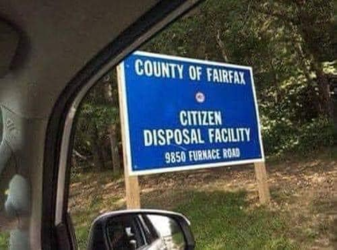 COUNTY OF FAIRFAX
CITIZEN
DISPOSAL FACILITY
9850 FURNACE ROAD